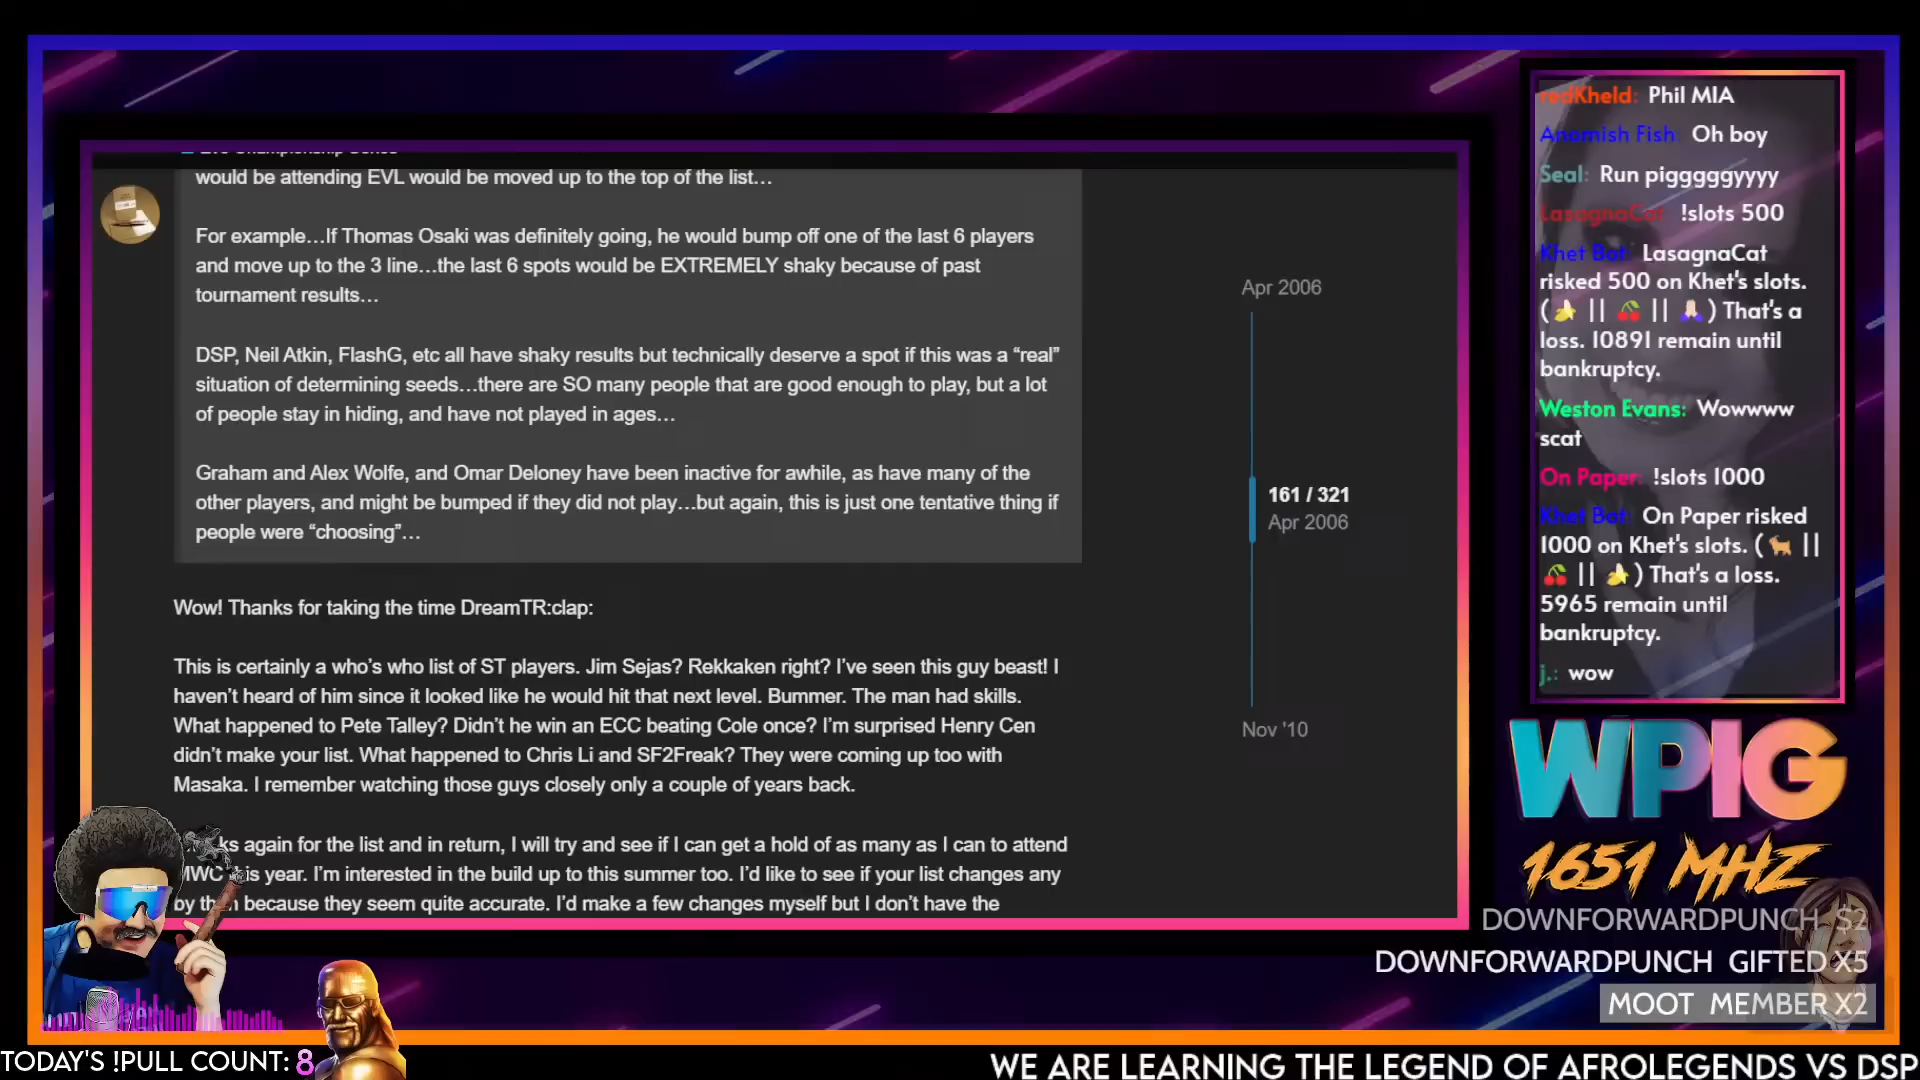 would be attending EVL would be moved up to the top of the list…
For example…If Thomas Osaki was definitely going, he would bump off one of the last 6 players
and move up to the 3 line…the last 6 spots would be EXTREMELY shaky because of past
tournament results…
DSP, Neil Atkin, FlashG, etc all have shaky results but technically deserve a spot if this was a “real”
situation of determining seeds…there are SO many people that are good enough to play, but a lot
of people stay in hiding, and have not played in ages…
Graham and Alex Wolfe, and Omar Deloney have been inactive for awhile, as have many of the
other players, and might be bumped if they did not play…but again, this is just one tentative thing if
people were “choosing”…
Wow! Thanks for taking the time DreamTR:clap:
This is certainly a who’s who list of ST players. Jim Sejas? Rekkaken right? I’ve seen this guy beast! I
haven’t heard of him since it looked like he would hit that next level. Bummer. The man had skills.
What happened to Pete Talley? Didn’t he win an ECC beating Cole once? I’m surprised Henry Cen
didn’t make your list. What happened to Chris Li and SF2Freak? They were coming up too with
Masaka. I remember watching those guys closely only a couple of years back.
again for the list and in return, I will try and see if I can get a hold of as many as I can to attend
MWC is year. I’m interested in the build up to this summer too. I’d like to see if your list changes any
by then because they seem quite accurate. I’d make a few changes myself but I don’t have the
Apr 2006
161 / 321
Apr 2006
Nov '10
redKheld: Phil MIA
Anomish Fish: Oh boy
Seal: Run pigggggyyyy
LasagnaCat: !slots 500
Khet Bot: LasagnaCat
risked 500 on Khet's slots.
(🍌 || 🍒 || 🙏🏻) That's a
loss. 10891 remain until
bankruptcy.
Weston Evans: Wowwww
scat
On Paper: !slots 1000
Khet Bot: On Paper risked
1000 on Khet's slots. (🐕 ||
🍒 || 🍌) That's a loss.
5965 remain until
bankruptcy.
j.: wow
WPIG
1651 MHZ
DOWNFORWARDPUNCH $2
DOWNFORWARDPUNCH GIFTED X5
MOOT MEMBER X2
TODAY'S !PULL COUNT: 8
WE ARE LEARNING THE LEGEND OF AFROLEGENDS VS DSP